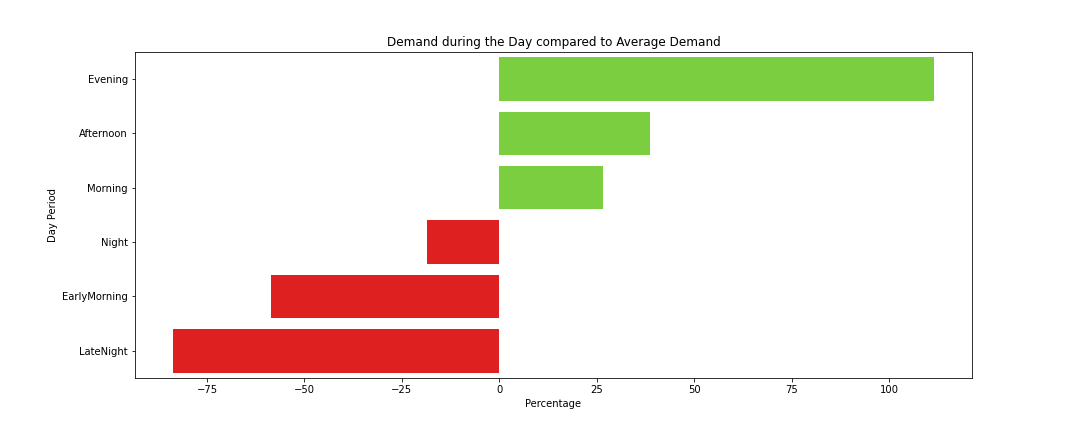 Demand during the Day compared to Average Demand
Day Period
Evening
Afternoon
Morning
Night
EarlyMorning
LateNight
−75 −50 −25 0 25 50 75 100
Percentage